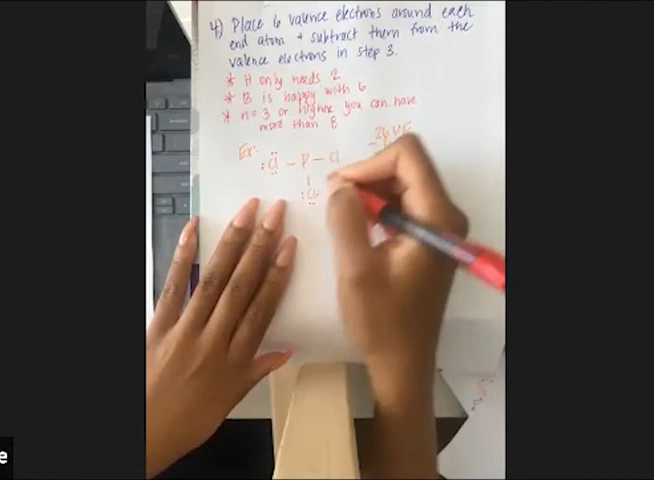 4) Place 6 valence electrons around each
end atom + subtract them from the
valence electrons in step 3.
* H only needs 2
* B is happy with 6
* n=3 or higher you can have
more than 8
26 VE
Ex: Cl - P - Cl
Cl
e